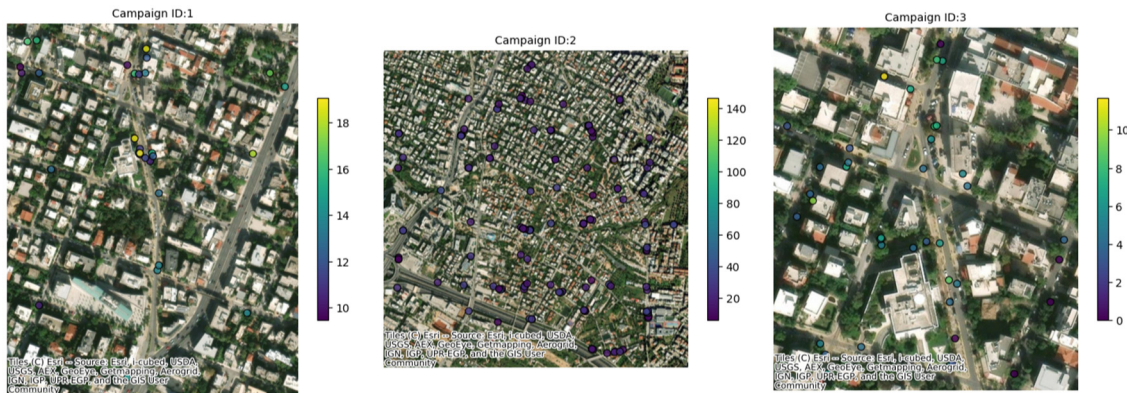 Campaign ID:1
18
16
14
12
10
Tiles (C) Esri -- Source: Esri, i-cubed, USDA,
USGS, AEX, GeoEye, Getmapping, Aerogrid,
IGN, IGP, UPR-EGP, and the GIS User
Community
Campaign ID:2
140
120
100
80
60
40
20
Tiles (C) Esri -- Source: Esri, i-cubed, USDA,
USGS, AEX, GeoEye, Getmapping, Aerogrid,
IGN, IGP, UPR-EGP, and the GIS User
Community
Campaign ID:3
10
8
6
4
2
0
Tiles (C) Esri -- Source: Esri, i-cubed, USDA,
USGS, AEX, GeoEye, Getmapping, Aerogrid,
IGN, IGP, UPR-EGP, and the GIS User
Community